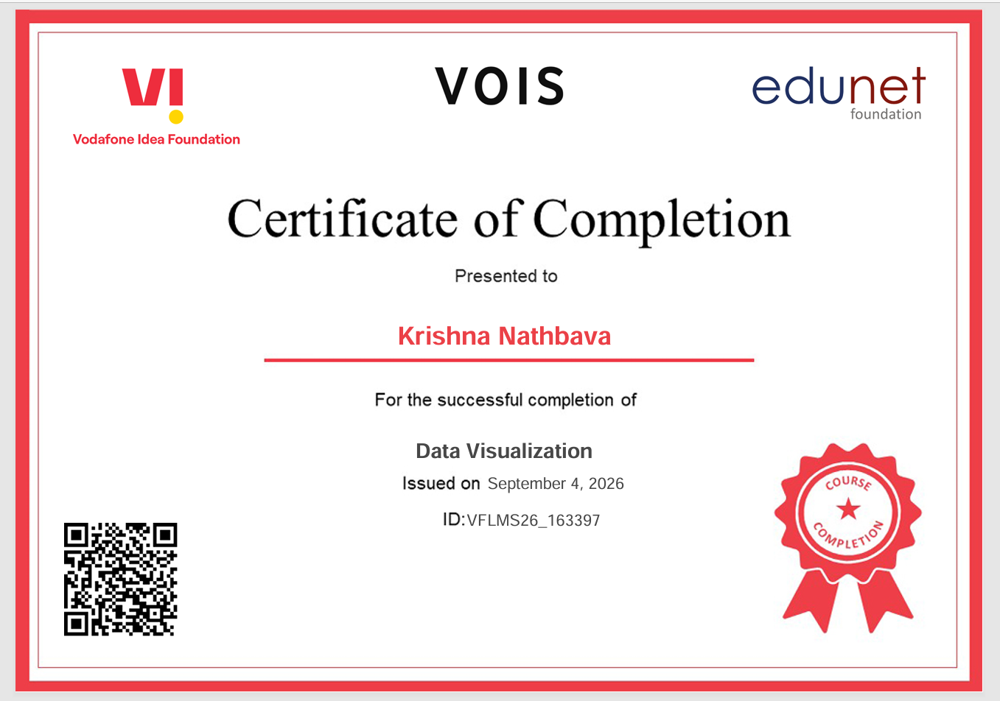 VI
Vodafone Idea Foundation
VOIS
edunet
foundation
Certificate of Completion
Presented to
Krishna Nathbava
For the successful completion of
Data Visualization
Issued on September 4, 2026
ID:VFLMS26_163397
COURSE
COMPLETION